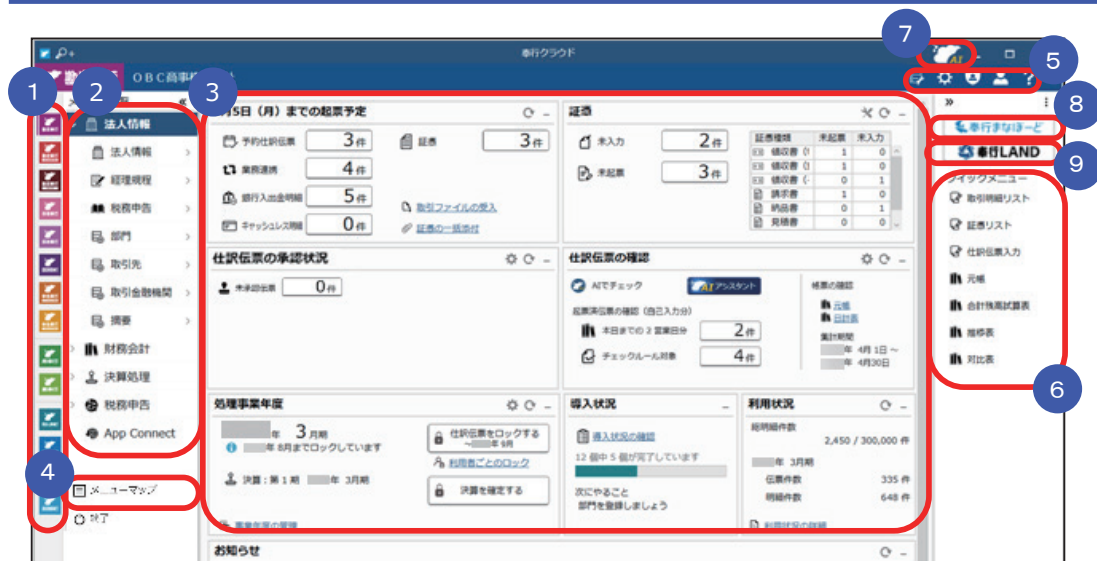 奉行クラウド
7
AI
5
OBC商事
1
2
3
8
9
4
6
法人情報
法人情報
経理規程
税務申告
部門
取引先
取引金融機関
摘要
財務会計
決算処理
税務申告
App Connect
メニューマップ
終了
月5日（月）までの起票予定
予約仕訳伝票 3件
証憑 3件
業務連携 4件
銀行入出金明細 5件
キャッシュレス明細 0件
取引ファイルの受入
証憑の一括添付
証憑
未入力 2件
未起票 3件
証憑種類 未起票 未入力
領収書 1 0
領収書 1 0
領収書 0 1
請求書 1 0
納品書 0 1
見積書 0 0
仕訳伝票の承認状況
未承認伝票 0件
仕訳伝票の確認
AIでチェック
AIアシスタント
起票済伝票の確認（自己入力分）
本日までの 2 営業日分 2件
チェックルール対象 4件
帳票の確認
元帳
日計表
集計期間
年 4月 1日 ～
年 4月30日
処理事業年度
年 3月期
年 8月までロックしています
決算：第 1 期 年 3月期
仕訳伝票をロックする
～ 年 9月
利用者ごとのロック
決算を確定する
事業年度の管理
導入状況
導入状況の確認
12 個中 5 個が完了しています
次にやること
部門を登録しましょう
利用状況
総明細件数
2,450 / 300,000 件
年 3月期
伝票件数 335 件
明細件数 648 件
利用状況の詳細
お知らせ
奉行まなぼーど
奉行LAND
クイックメニュー
取引明細リスト
証憑リスト
仕訳伝票入力
元帳
合計残高試算表
推移表
対比表